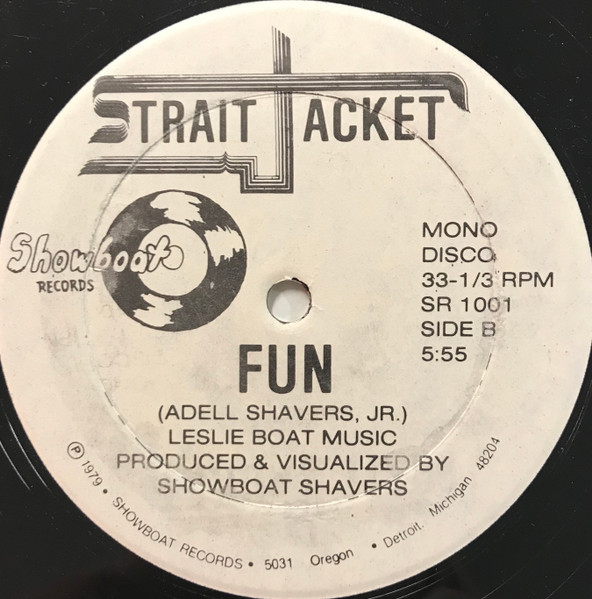 STRAIT JACKET
Showboat
RECORDS
MONO
DISCO
33-1/3 RPM
SR 1001
SIDE B
5:55
FUN
(ADELL SHAVERS, JR.)
LESLIE BOAT MUSIC
PRODUCED & VISUALIZED BY
SHOWBOAT SHAVERS
Ⓟ 1979 • SHOWBOAT RECORDS • 5031 Oregon • Detroit. Michigan 48204